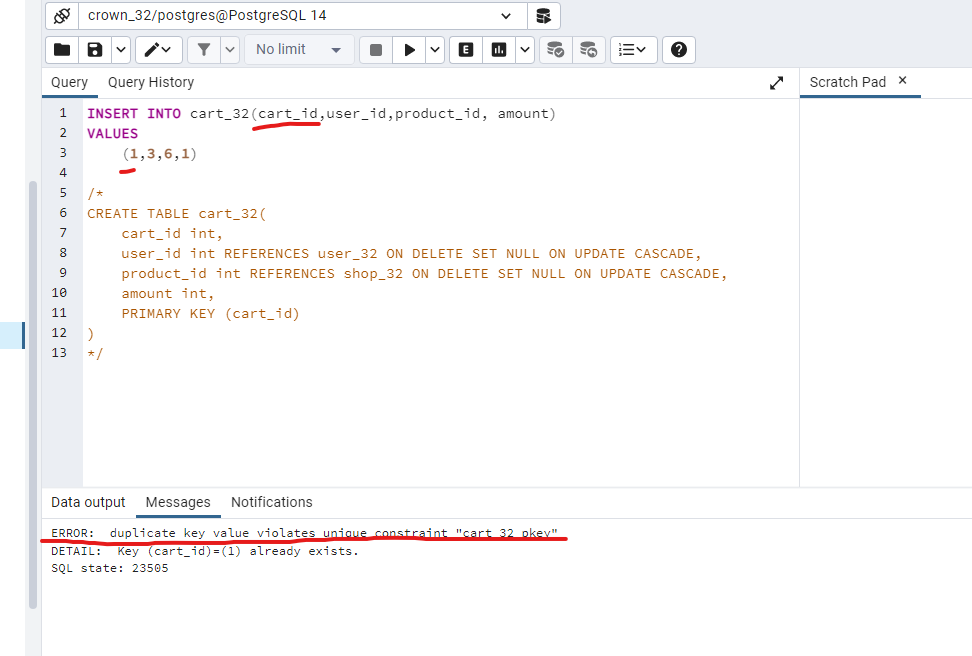 crown_32/postgres@PostgreSQL 14
No limit
E
Query Query History Scratch Pad ×
1 INSERT INTO cart_32(cart_id,user_id,product_id, amount)
2 VALUES
3 (1,3,6,1)
4
5 /*
6 CREATE TABLE cart_32(
7 cart_id int,
8 user_id int REFERENCES user_32 ON DELETE SET NULL ON UPDATE CASCADE,
9 product_id int REFERENCES shop_32 ON DELETE SET NULL ON UPDATE CASCADE,
10 amount int,
11 PRIMARY KEY (cart_id)
12 )
13 */
Data output Messages Notifications
ERROR: duplicate key value violates unique constraint "cart_32_pkey"
DETAIL: Key (cart_id)=(1) already exists.
SQL state: 23505